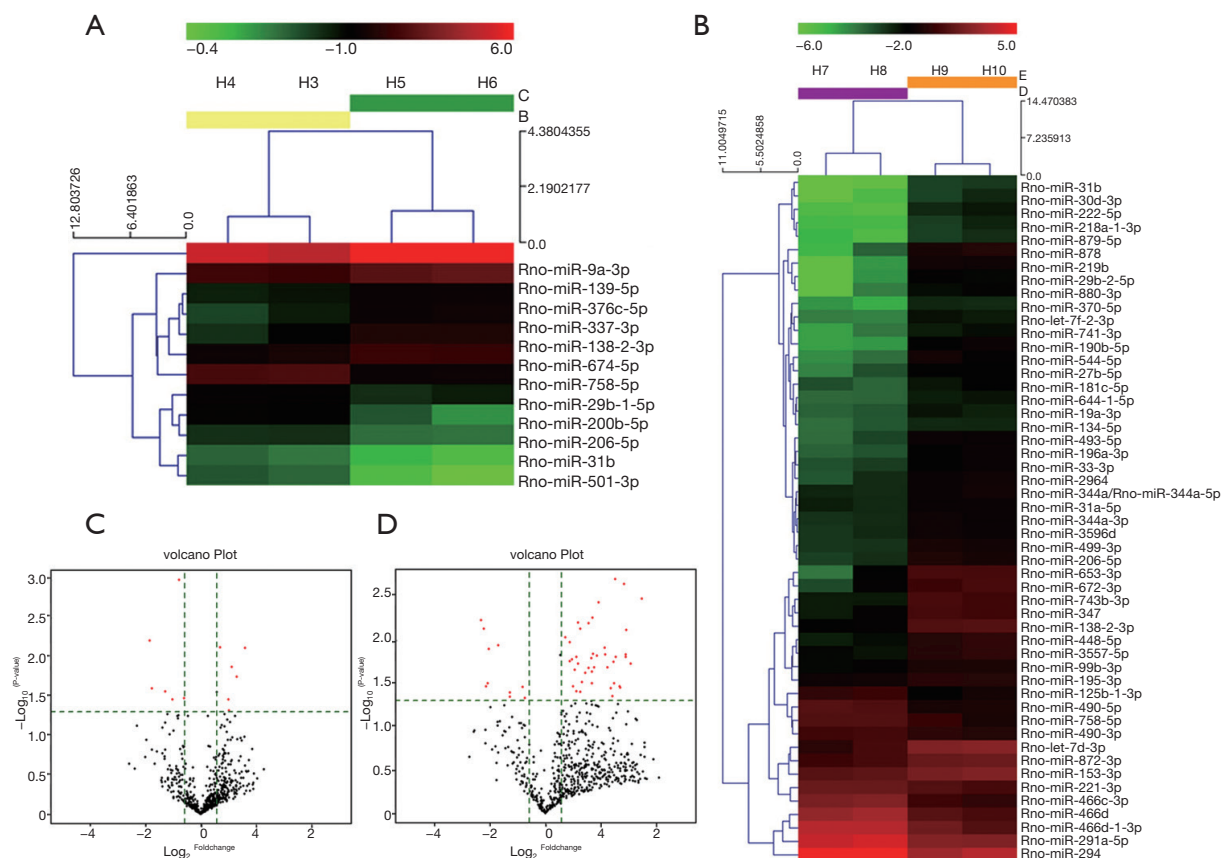 A
−0.4
−1.0
6.0
H4
H3
H5
H6
C
B
4.3804355
2.1902177
0.0
12.803726
6.401863
0.0
Rno-miR-9a-3p
Rno-miR-139-5p
Rno-miR-376c-5p
Rno-miR-337-3p
Rno-miR-138-2-3p
Rno-miR-674-5p
Rno-miR-758-5p
Rno-miR-29b-1-5p
Rno-miR-200b-5p
Rno-miR-206-5p
Rno-miR-31b
Rno-miR-501-3p
B
−6.0
−2.0
5.0
H7
H8
H9
H10
E
D
14.470383
7.235913
0.0
11.0049715
5.5024858
0.0
Rno-miR-31b
Rno-miR-30d-3p
Rno-miR-222-5p
Rno-miR-218a-1-3p
Rno-miR-879-5p
Rno-miR-878
Rno-miR-219b
Rno-miR-29b-2-5p
Rno-miR-880-3p
Rno-miR-370-5p
Rno-let-7f-2-3p
Rno-miR-741-3p
Rno-miR-190b-5p
Rno-miR-544-5p
Rno-miR-27b-5p
Rno-miR-181c-5p
Rno-miR-644-1-5p
Rno-miR-19a-3p
Rno-miR-134-5p
Rno-miR-493-5p
Rno-miR-196a-3p
Rno-miR-33-3p
Rno-miR-2964
Rno-miR-344a/Rno-miR-344a-5p
Rno-miR-31a-5p
Rno-miR-344a-3p
Rno-miR-3596d
Rno-miR-499-3p
Rno-miR-206-5p
Rno-miR-653-3p
Rno-miR-672-3p
Rno-miR-743b-3p
Rno-miR-347
Rno-miR-138-2-3p
Rno-miR-448-5p
Rno-miR-3557-5p
Rno-miR-99b-3p
Rno-miR-195-3p
Rno-miR-125b-1-3p
Rno-miR-490-5p
Rno-miR-758-5p
Rno-miR-490-3p
Rno-let-7d-3p
Rno-miR-872-3p
Rno-miR-153-3p
Rno-miR-221-3p
Rno-miR-466c-3p
Rno-miR-466d
Rno-miR-466d-1-3p
Rno-miR-291a-5p
Rno-miR-294
C
volcano Plot
3.0
2.5
2.0
1.5
1.0
0.5
0.0
−Log10 (P-value)
−4
−2
0
4
2
Log2 Foldchange
D
volcano Plot
2.5
2.0
1.5
1.0
0.5
0.0
−Log10 (P-value)
−4
−2
0
4
2
Log2 Foldchange